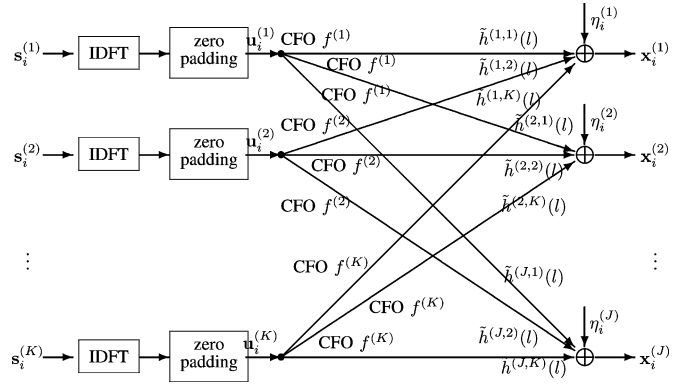 s_i^{(1)} IDFT zero padding u_i^{(1)} CFO f^{(1)} h̃^{(1,1)}(l) η_i^{(1)} x_i^{(1)}
CFO f^{(1)} h̃^{(1,2)}(l)
CFO f^{(1)} h̃^{(1,K)}(l)
CFO f^{(2)} h̃^{(2,1)}(l) η_i^{(2)}
s_i^{(2)} IDFT zero padding u_i^{(2)} CFO f^{(2)} h̃^{(2,2)}(l) x_i^{(2)}
CFO f^{(2)} h̃^{(2,K)}(l)
⋮ ⋮
CFO f^{(K)} h̃^{(J,1)}(l)
CFO f^{(K)} η_i^{(J)}
s_i^{(K)} IDFT zero padding u_i^{(K)} CFO f^{(K)} h̃^{(J,2)}(l) x_i^{(J)}
h^{(J,K)}(l)